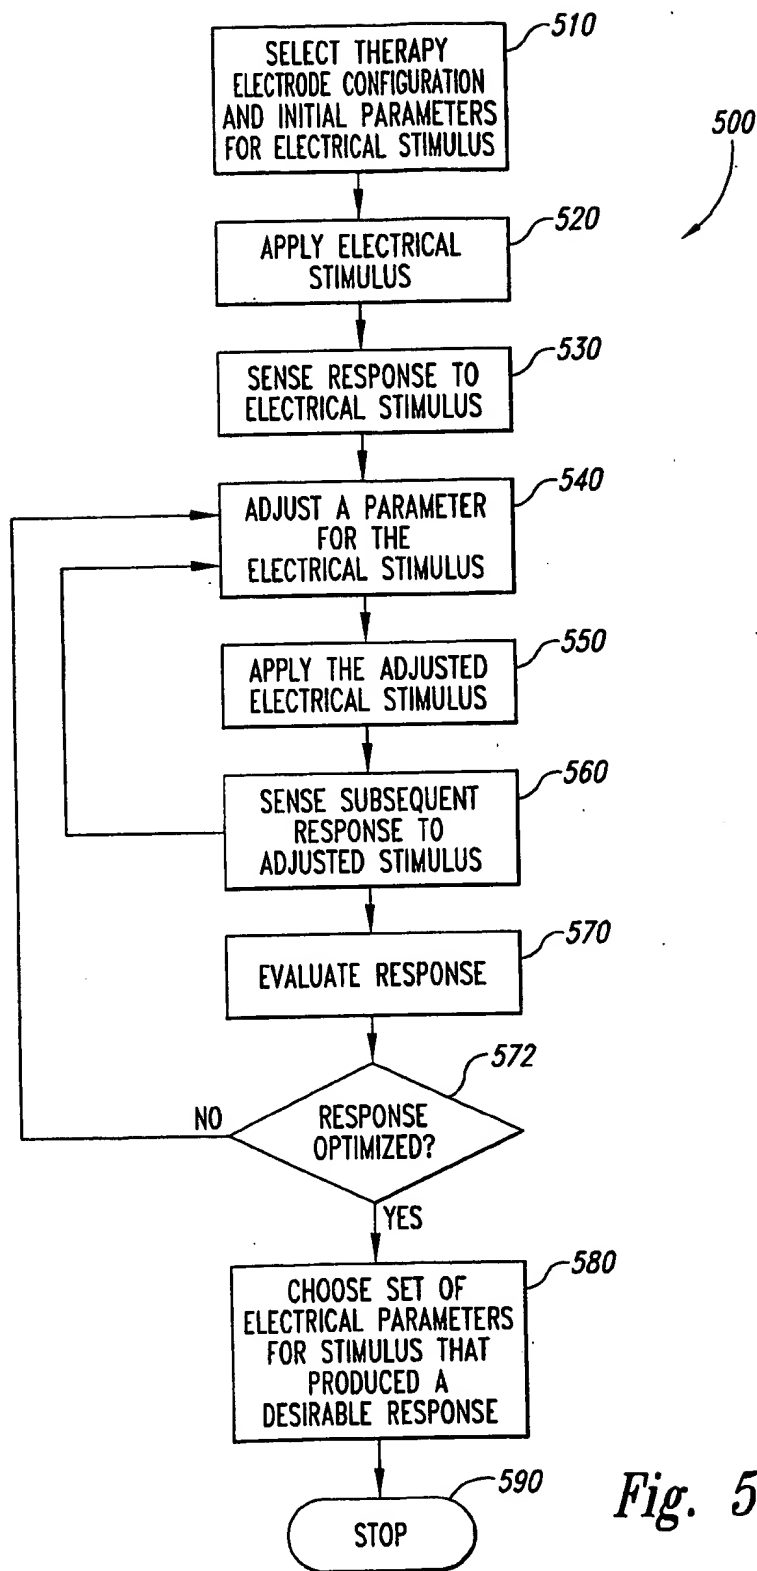 510
SELECT THERAPY
ELECTRODE CONFIGURATION
AND INITIAL PARAMETERS
FOR ELECTRICAL STIMULUS
500
520
APPLY ELECTRICAL
STIMULUS
530
SENSE RESPONSE TO
ELECTRICAL STIMULUS
540
ADJUST A PARAMETER
FOR THE
ELECTRICAL STIMULUS
550
APPLY THE ADJUSTED
ELECTRICAL STIMULUS
560
SENSE SUBSEQUENT
RESPONSE TO
ADJUSTED STIMULUS
570
EVALUATE RESPONSE
572
NO
RESPONSE
OPTIMIZED?
YES
580
CHOOSE SET OF
ELECTRICAL PARAMETERS
FOR STIMULUS THAT
PRODUCED A
DESIRABLE RESPONSE
590
STOP
Fig. 5